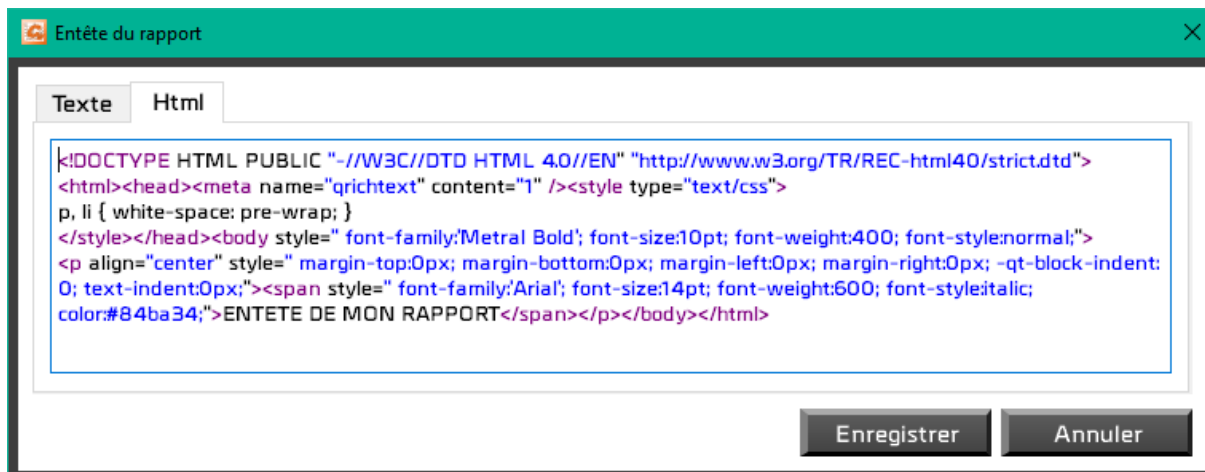 Entête du rapport
Texte Html
<!DOCTYPE HTML PUBLIC "-//W3C//DTD HTML 4.0//EN" "http://www.w3.org/TR/REC-html40/strict.dtd">
<html><head><meta name="qrichtext" content="1" /><style type="text/css">
p, li { white-space: pre-wrap; }
</style></head><body style=" font-family:'Metral Bold'; font-size:10pt; font-weight:400; font-style:normal;">
<p align="center" style=" margin-top:0px; margin-bottom:0px; margin-left:0px; margin-right:0px; -qt-block-indent:
0; text-indent:0px;"><span style=" font-family:'Arial'; font-size:14pt; font-weight:600; font-style:italic;
color:#84ba34;">ENTETE DE MON RAPPORT</span></p></body></html>
Enregistrer Annuler